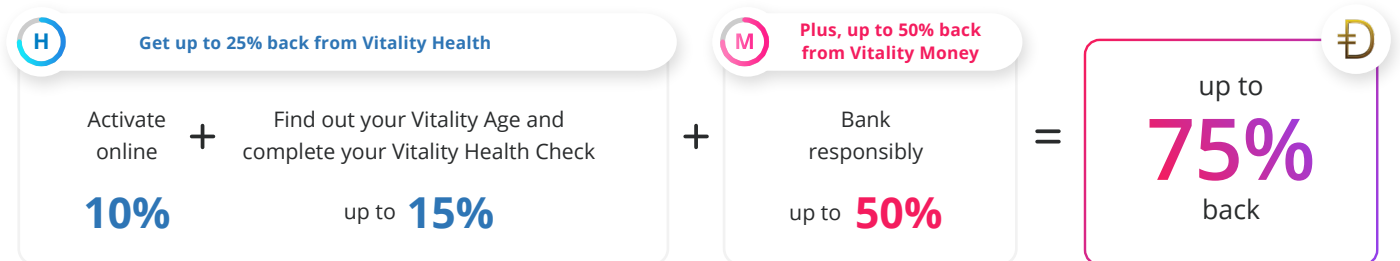 H
Get up to 25% back from Vitality Health
Activate
online
10%
+
Find out your Vitality Age and
complete your Vitality Health Check
up to 15%
+
M
Plus, up to 50% back
from Vitality Money
Bank
responsibly
up to 50%
=
D
up to
75%
back